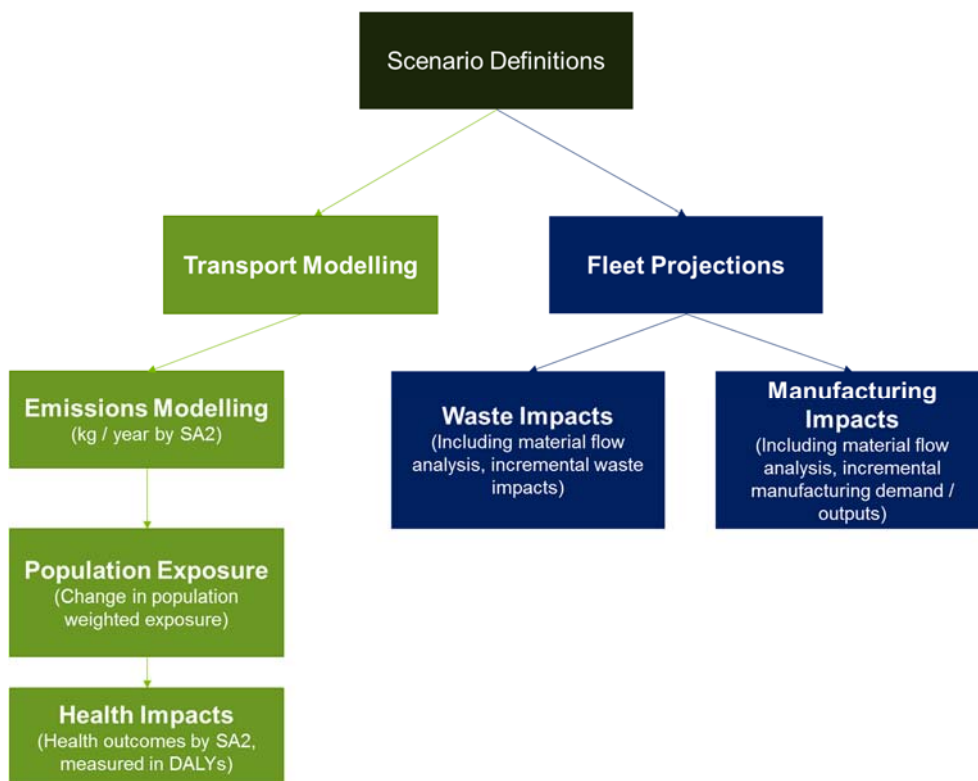 Scenario Definitions
Transport Modelling
Fleet Projections
Emissions Modelling
(kg / year by SA2)
Waste Impacts
(Including material flow
analysis, incremental waste
impacts)
Manufacturing
Impacts
(Including material flow
analysis, incremental
manufacturing demand /
outputs)
Population Exposure
(Change in population
weighted exposure)
Health Impacts
(Health outcomes by SA2,
measured in DALYs)